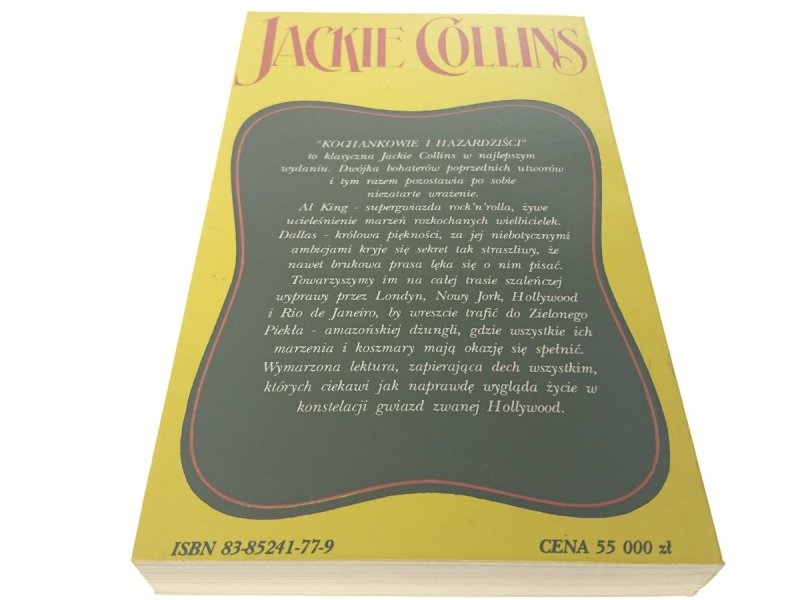 JACKIE COLLINS
"KOCHANKOWIE I HAZARDZIŚCI"
to klasyczna Jackie Collins w najlepszym
wydaniu. Dwójka bohaterów poprzednich utworów
i tym razem pozostawia po sobie
niezatarte wrażenie.
Al King - supergwiazda rock'n'rolla, żywe
ucieleśnienie marzeń rozkochanych wielbicielek.
Dallas - królowa piękności, za jej niebotycznymi
ambicjami kryje się sekret tak straszliwy, że
nawet brukowa prasa lęka się o nim pisać.
Towarzyszymy im na całej trasie szaleńczej
wyprawy przez Londyn, Nowy Jork, Hollywood
i Rio de Janeiro, by wreszcie trafić do Zielonego
Piekła - amazońskiej dżungli, gdzie wszystkie ich
marzenia i koszmary mają okazję się spełnić.
Wymarzona lektura, zapierająca dech wszystkim,
których ciekawi jak naprawdę wygląda życie w
konstelacji gwiazd zwanej Hollywood.
ISBN 83-85241-77-9 CENA 55 000 zł